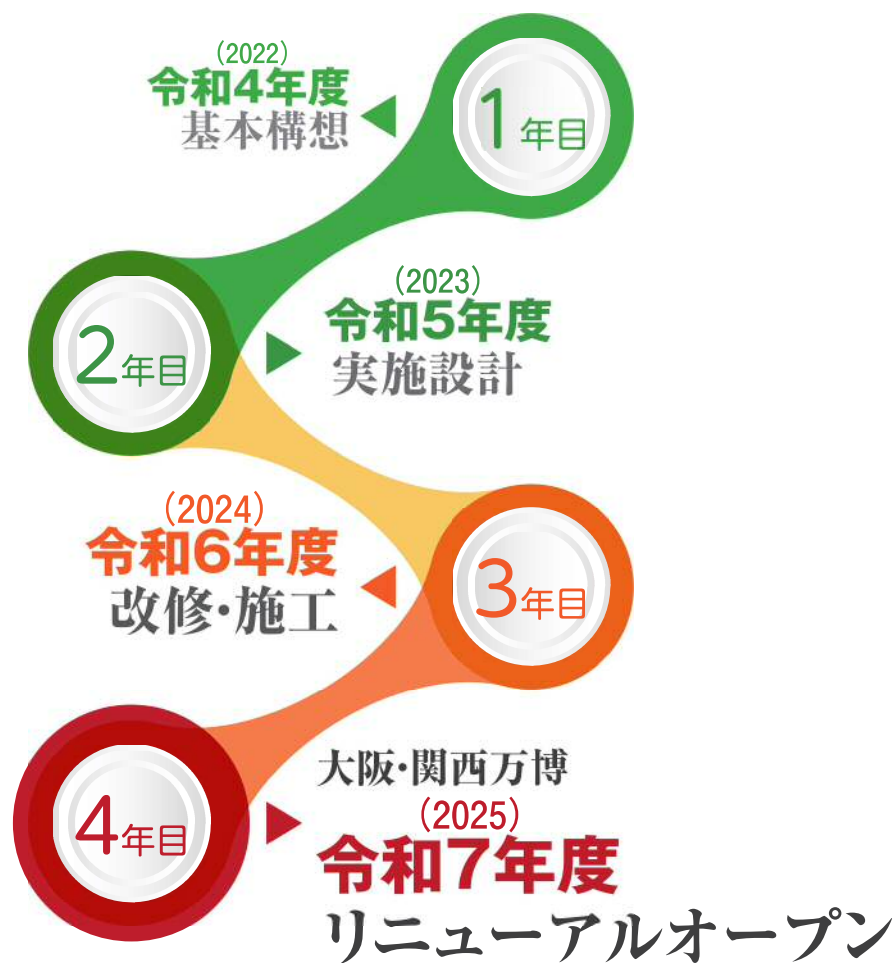 1年目
(2022)
令和4年度
基本構想
2年目
(2023)
令和5年度
実施設計
3年目
(2024)
令和6年度
改修・施工
4年目
大阪・関西万博
(2025)
令和7年度
リニューアルオープン